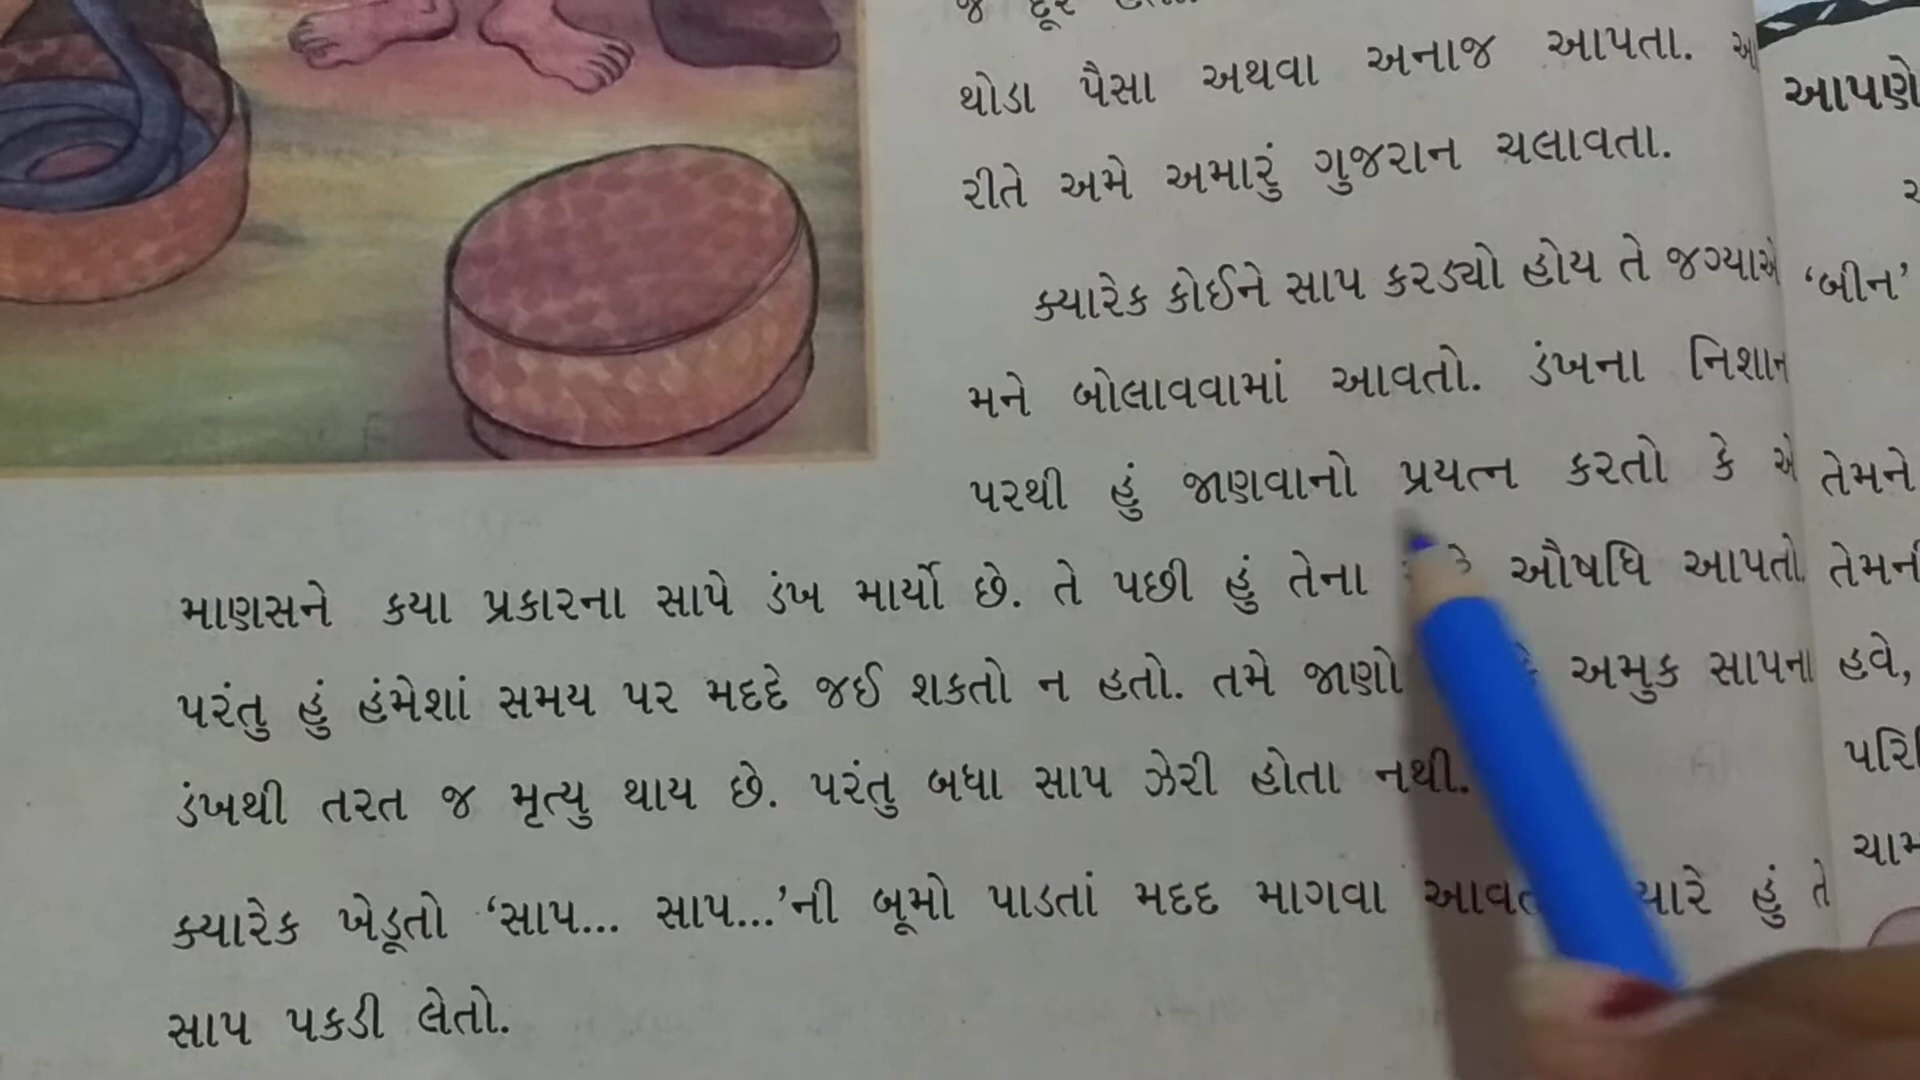 થોડા પૈસા અથવા અનાજ આપતા.
રીતે અમે અમારું ગુજરાન ચલાવતા.
ક્યારેક કોઈને સાપ કરડ્યો હોય તે જગ્યાએ
મને બોલાવવામાં આવતો. ડંખના નિશાન
પરથી હું જાણવાનો પ્રયત્ન કરતો કે એ
માણસને કયા પ્રકારના સાપે ડંખ માર્યો છે. તે પછી હું તેના ઔષધિ આપતો.
પરંતુ હું હંમેશાં સમય પર મદદે જઈ શકતો ન હતો. તમે જાણો અમુક સાપના
ડંખથી તરત જ મૃત્યુ થાય છે. પરંતુ બધા સાપ ઝેરી હોતા નથી.
ક્યારેક ખેડૂતો ‘સાપ... સાપ...’ની બૂમો પાડતાં મદદ માગવા હું તે
સાપ પકડી લેતો.
આપણે
‘બીન’
તેમને
હવે,